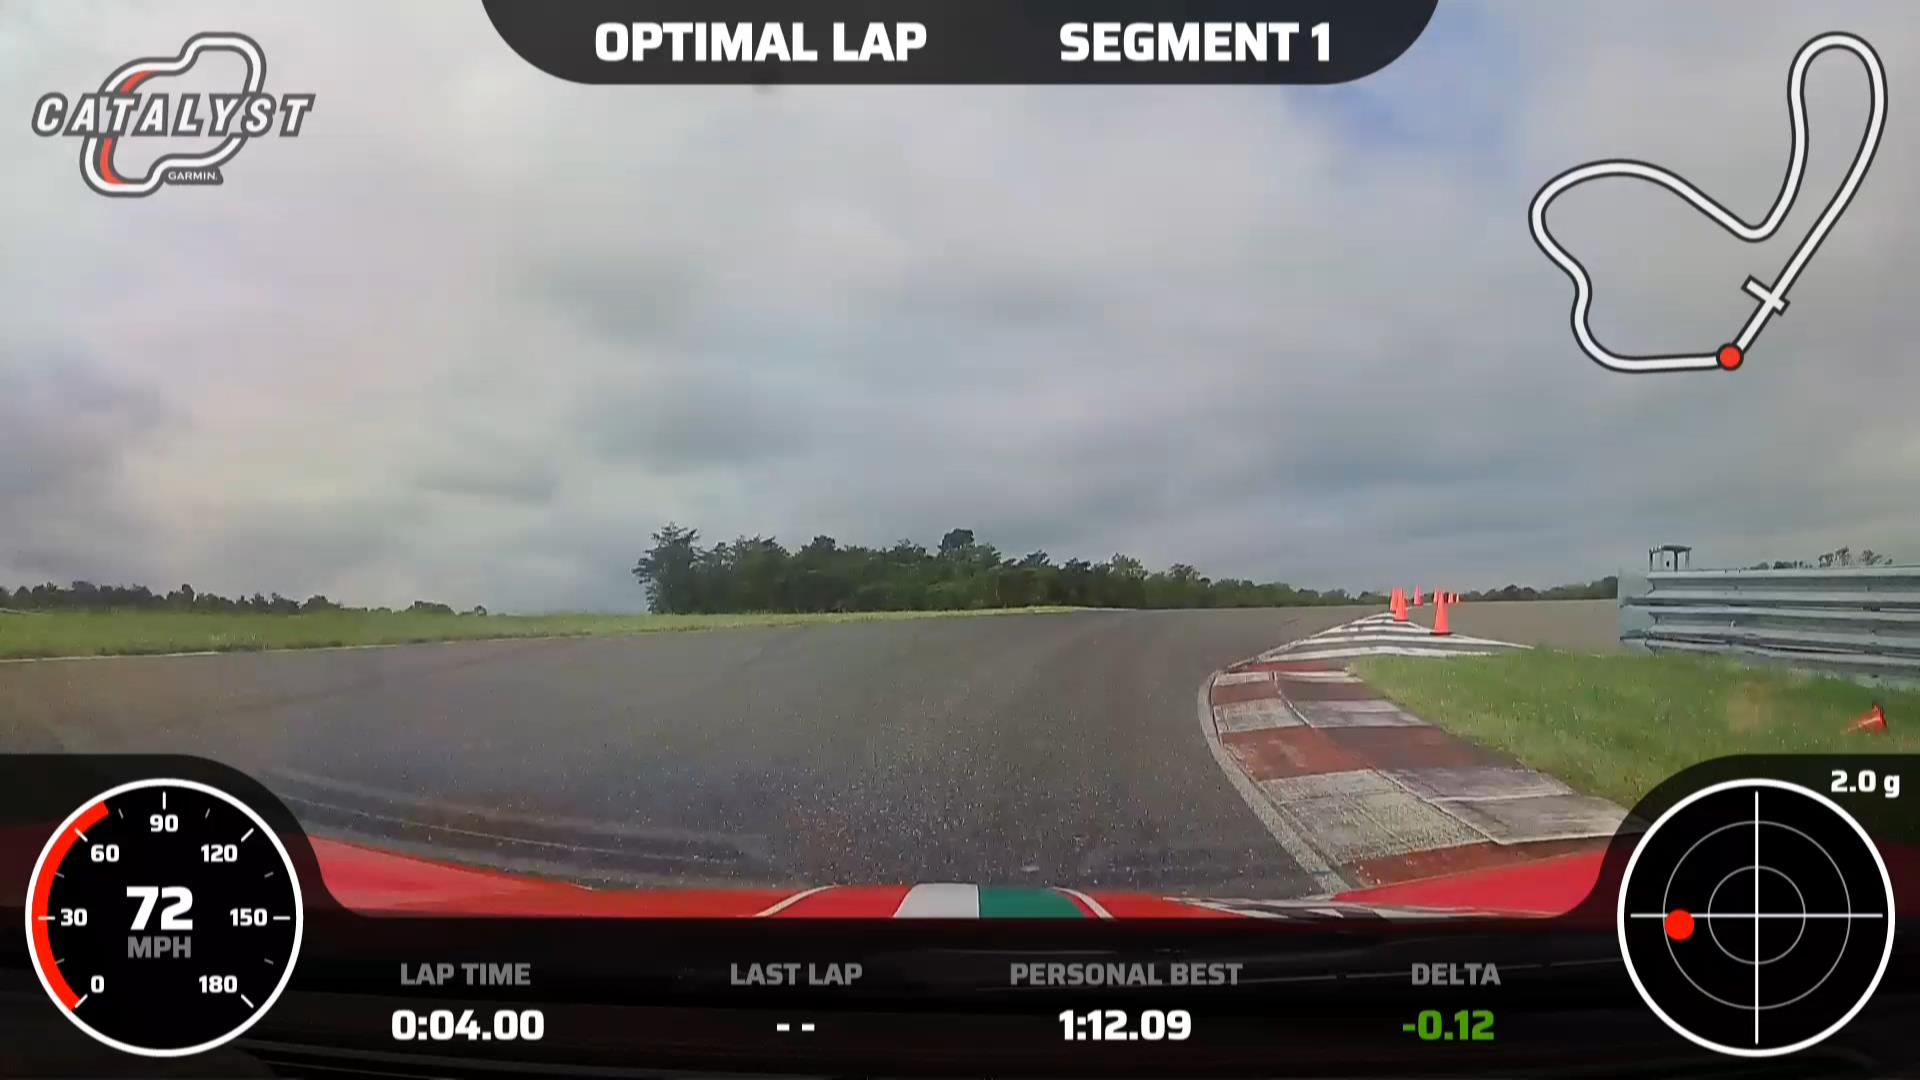 OPTIMAL LAP SEGMENT 1
CATALYST
GARMIN.
2.0 g
90
60 120
72
30 150
MPH
0 180
LAP TIME LAST LAP PERSONAL BEST DELTA
0:04.00 - - 1:12.09 -0.12